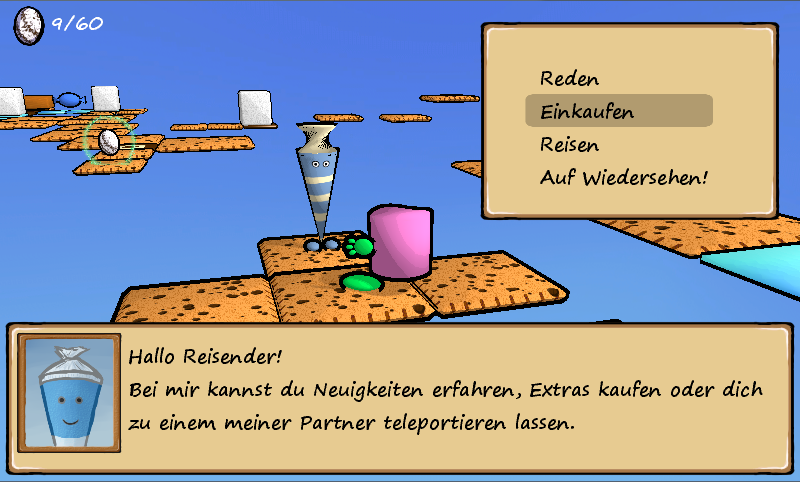 9/60
Reden
Einkaufen
Reisen
Auf Wiedersehen!
Hallo Reisender!
Bei mir kannst du Neuigkeiten erfahren, Extras kaufen oder dich
zu einem meiner Partner teleportieren lassen.